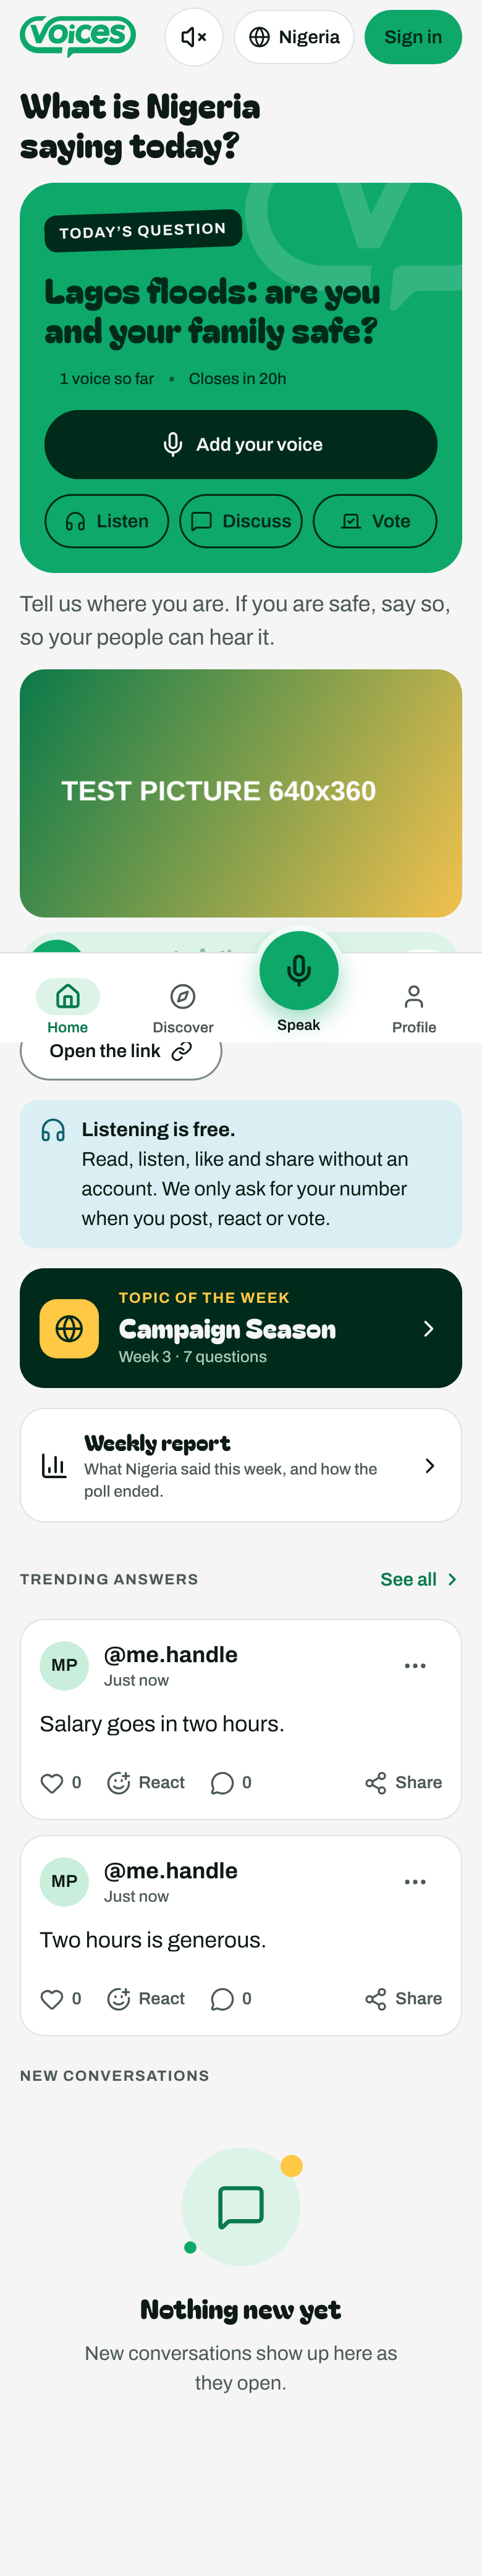 voices
Nigeria
Sign in
What is Nigeria
saying today?
TODAY’S QUESTION
Lagos floods: are you
and your family safe?
1 voice so far • Closes in 20h
Add your voice
Listen
Discuss
Vote
Tell us where you are. If you are safe, say so,
so your people can hear it.
TEST PICTURE 640x360
Home
Discover
Speak
Profile
Open the link
Listening is free.
Read, listen, like and share without an
account. We only ask for your number
when you post, react or vote.
TOPIC OF THE WEEK
Campaign Season
Week 3 · 7 questions
Weekly report
What Nigeria said this week, and how the
poll ended.
TRENDING ANSWERS
See all
MP
@me.handle
Just now
Salary goes in two hours.
0 React 0 Share
MP
@me.handle
Just now
Two hours is generous.
0 React 0 Share
NEW CONVERSATIONS
Nothing new yet
New conversations show up here as
they open.